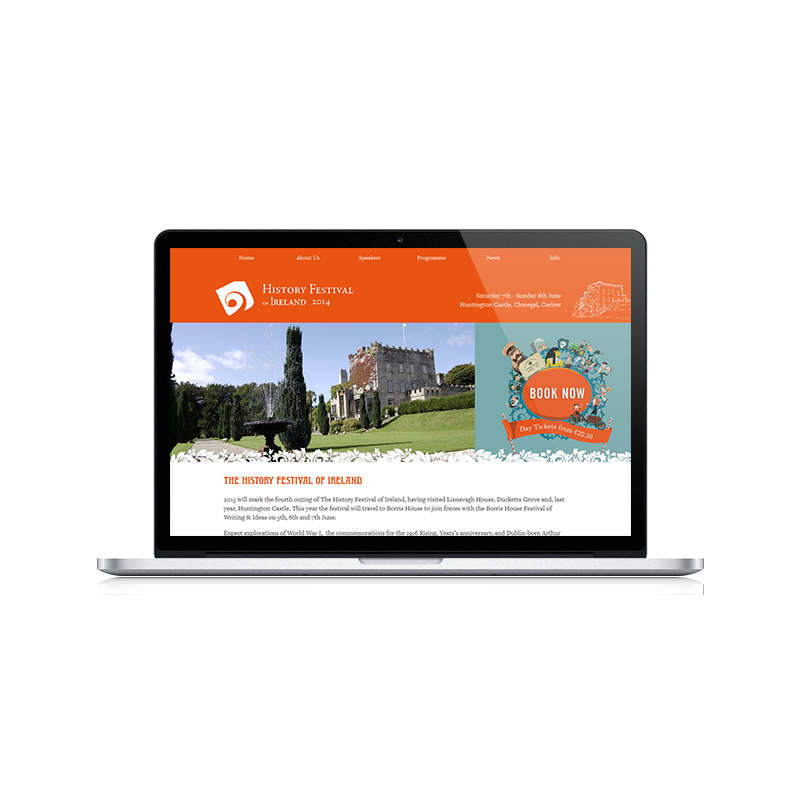 Home About Us Speakers Programme News Info
HISTORY FESTIVAL
OF IRELAND 2014
Saturday 7th - Sunday 8th June
Huntington Castle, Clonegal, Carlow
BOOK NOW
Day Tickets from €22.50
THE HISTORY FESTIVAL OF IRELAND
2015 will mark the fourth outing of The History Festival of Ireland, having visited Lisnavagh House, Ducketts Grove and, last
year, Huntington Castle. This year the festival will travel to Borris House to join forces with the Borris House Festival of
Writing & Ideas on 5th, 6th and 7th June.
Expect explorations of World War I, the commemorations for the 1916 Rising, Yeats's anniversary, and Dublin-born Arthur